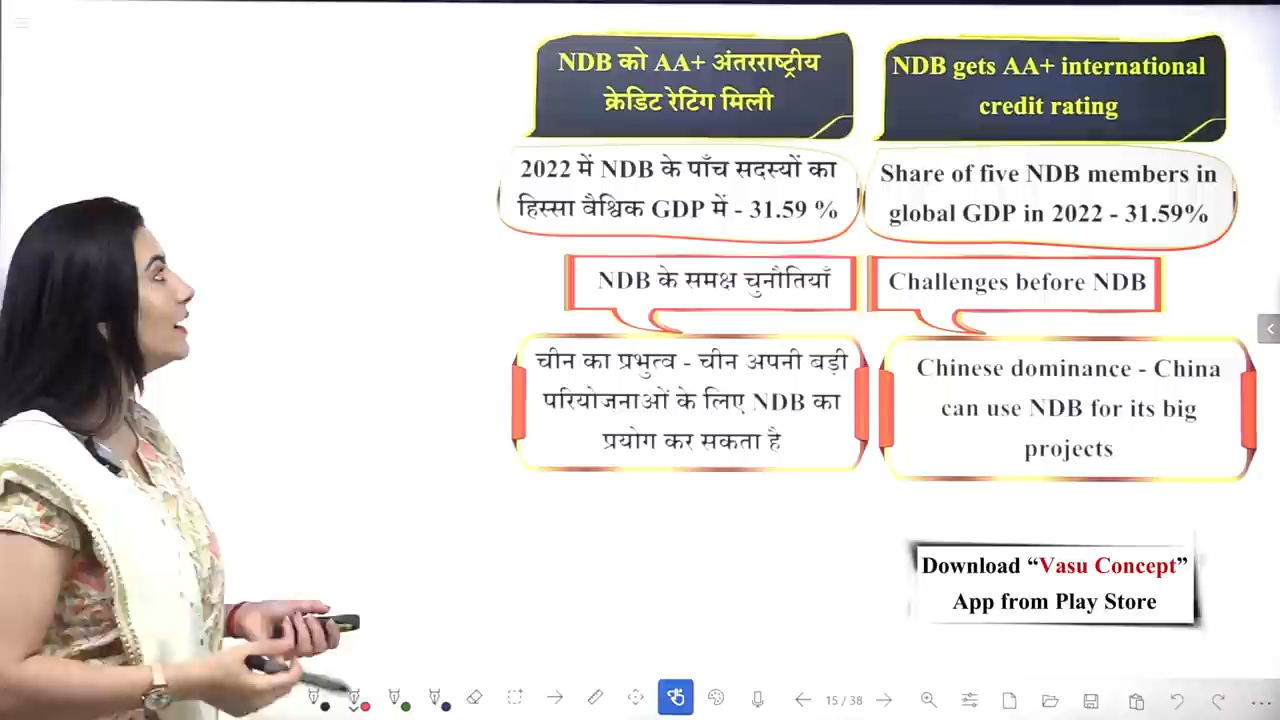 NDB को AA+ अंतरराष्ट्रीय
क्रेडिट रेटिंग मिली
2022 में NDB के पाँच सदस्यों का
हिस्सा वैश्विक GDP में - 31.59 %
NDB के समक्ष चुनौतियाँ
चीन का प्रभुत्व - चीन अपनी बड़ी
परियोजनाओं के लिए NDB का
प्रयोग कर सकता है
NDB gets AA+ international
credit rating
Share of five NDB members in
global GDP in 2022 - 31.59%
Challenges before NDB
Chinese dominance - China
can use NDB for its big
projects
Download “Vasu Concept”
App from Play Store
15 / 38